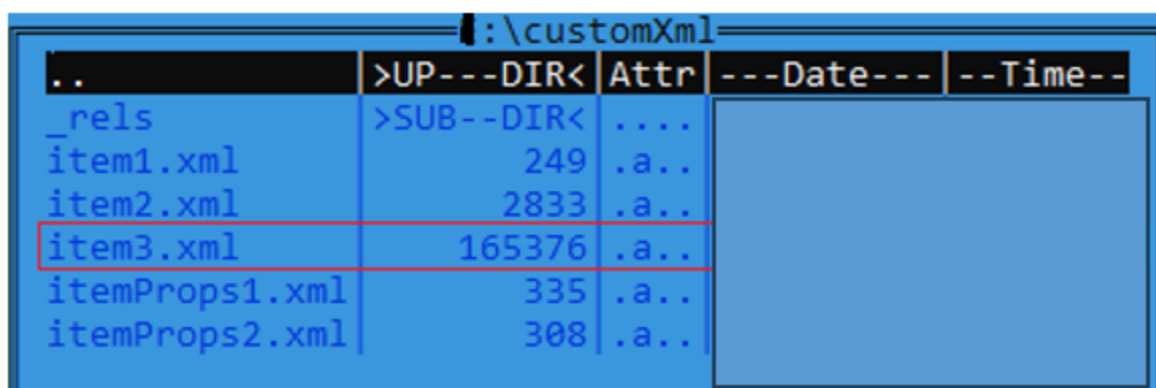 :\customXml
.. >UP---DIR< Attr ---Date--- --Time--
_rels >SUB--DIR< ....
item1.xml 249 .a..
item2.xml 2833 .a..
item3.xml 165376 .a..
itemProps1.xml 335 .a..
itemProps2.xml 308 .a..